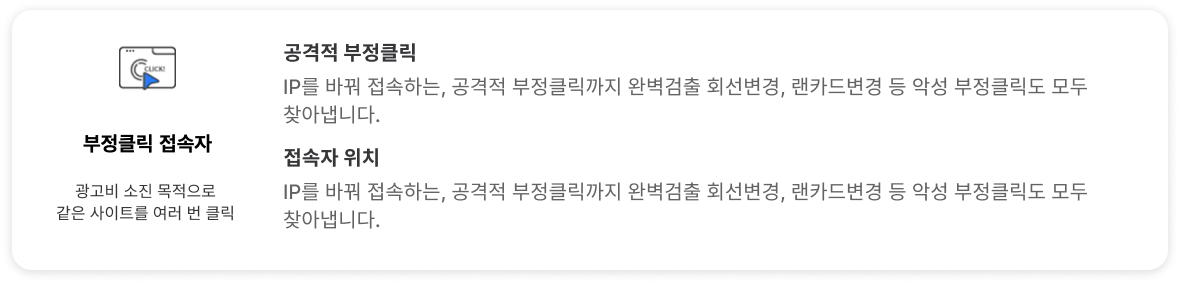 CLICK!
부정클릭 접속자
광고비 소진 목적으로
같은 사이트를 여러 번 클릭
공격적 부정클릭
IP를 바꿔 접속하는, 공격적 부정클릭까지 완벽검출 회선변경, 랜카드변경 등 악성 부정클릭도 모두
찾아냅니다.
접속자 위치
IP를 바꿔 접속하는, 공격적 부정클릭까지 완벽검출 회선변경, 랜카드변경 등 악성 부정클릭도 모두
찾아냅니다.